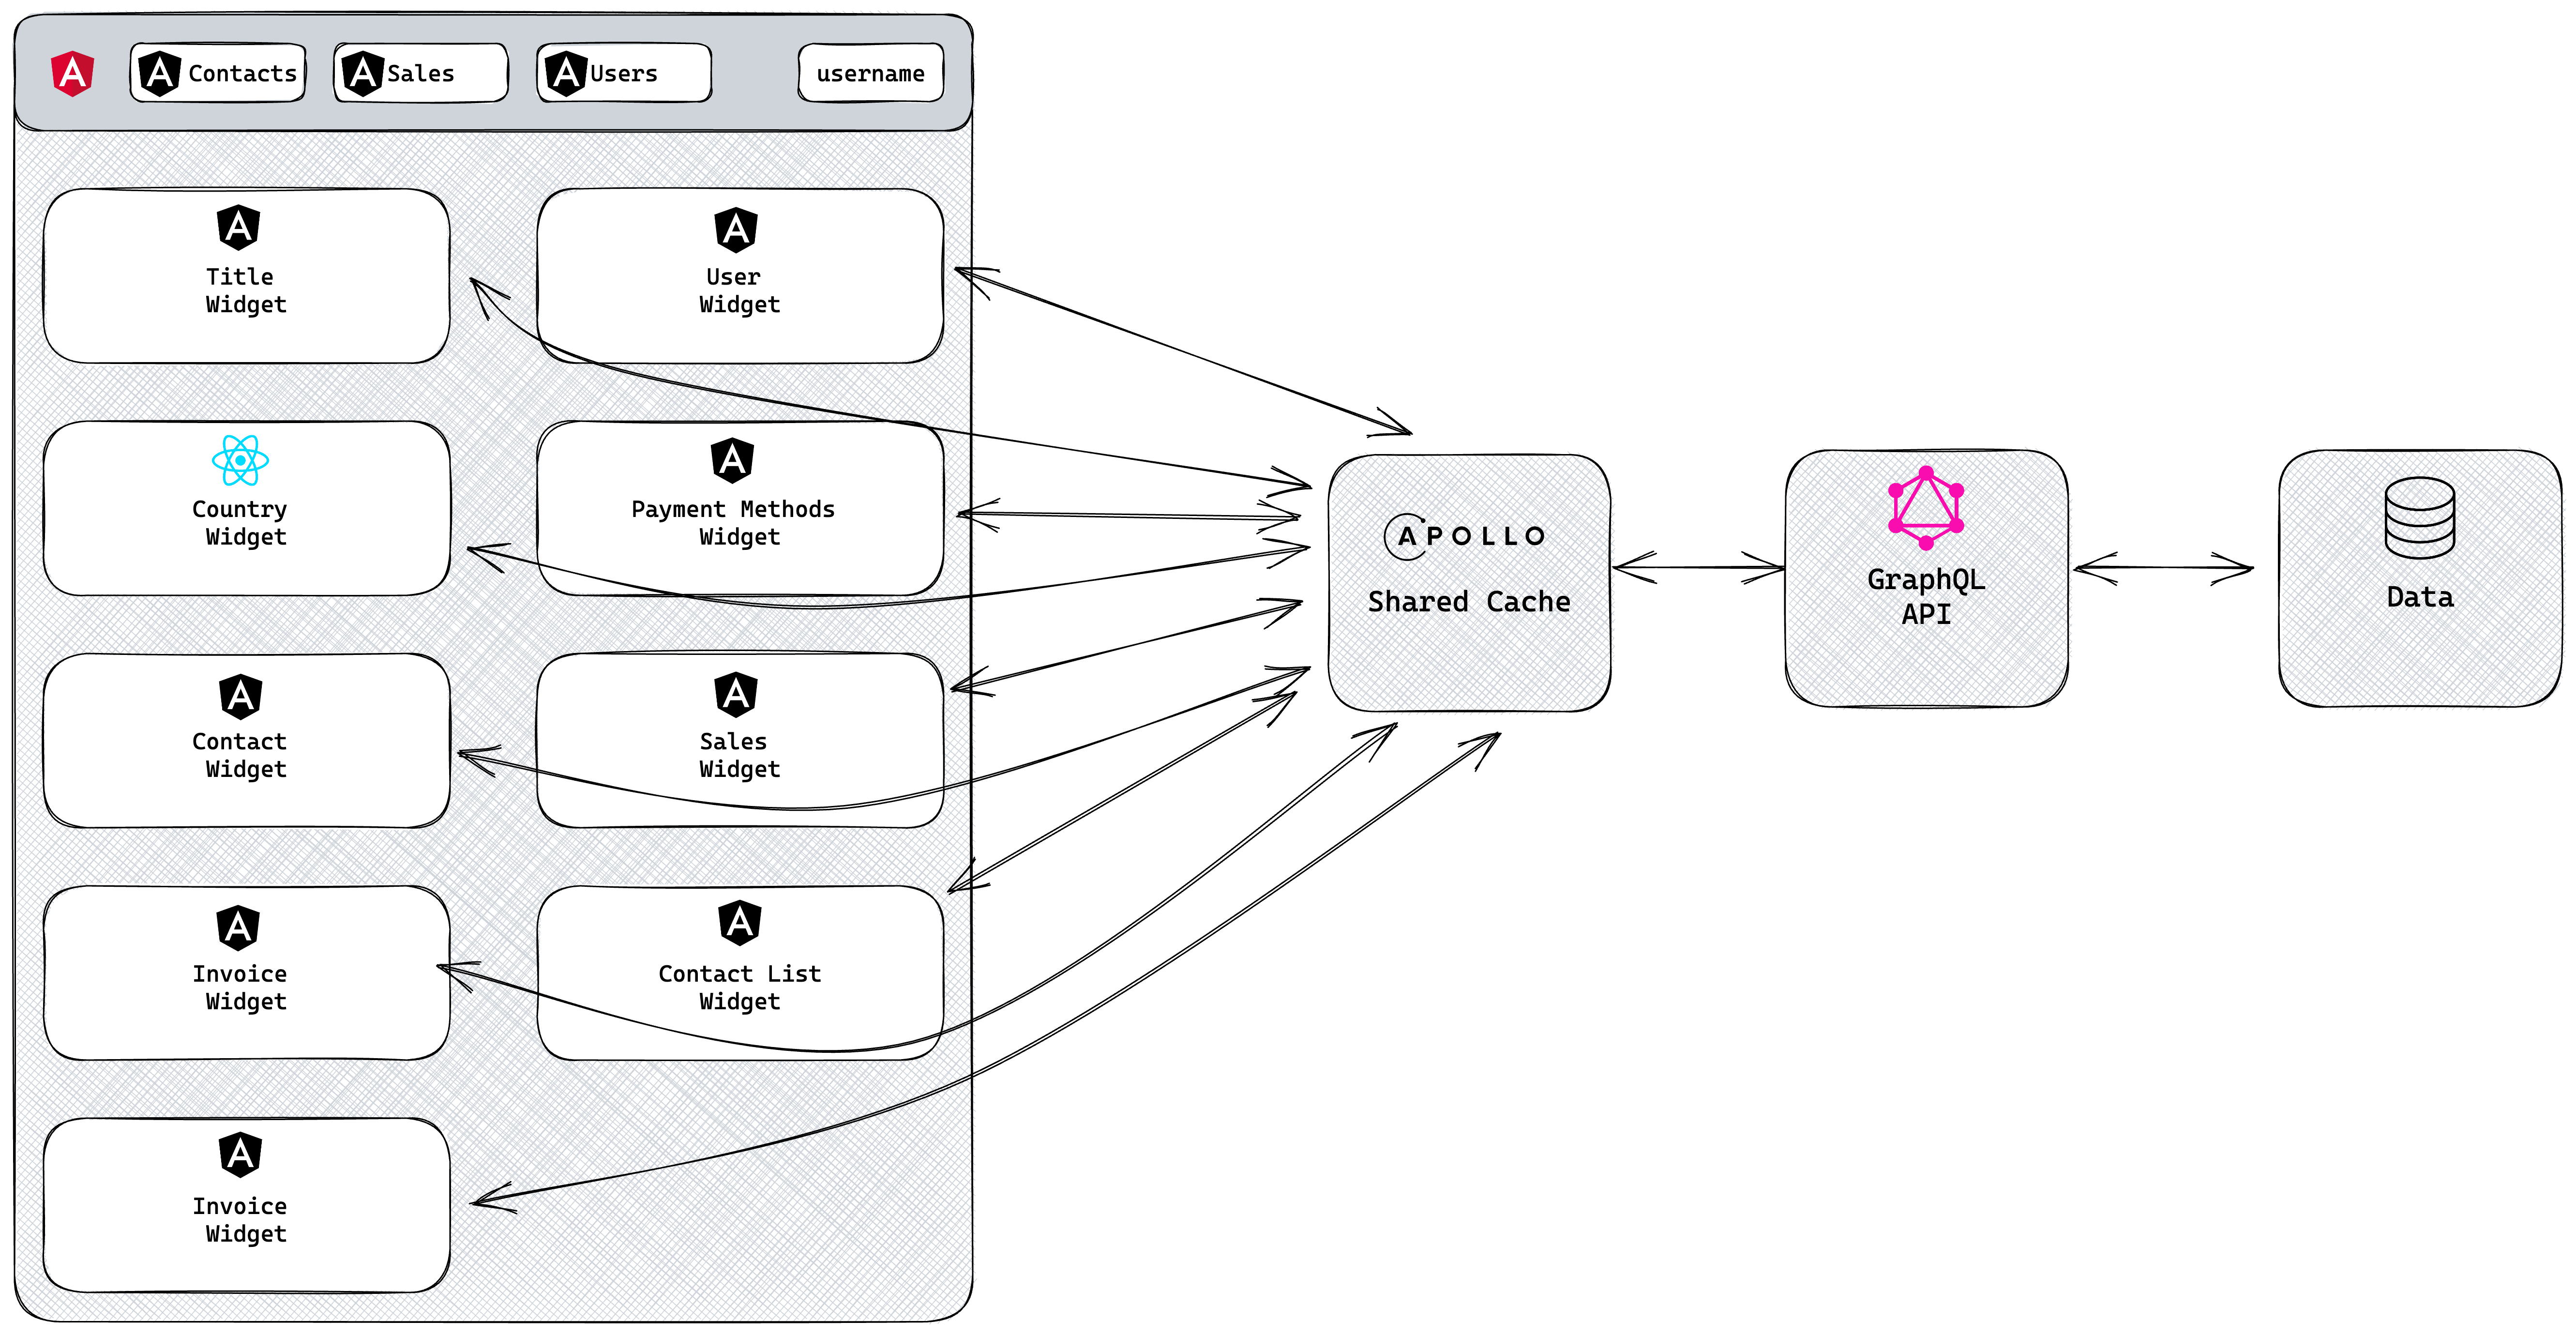 Contacts
Sales
Users
username
Title
Widget
User
Widget
Country
Widget
Payment Methods
Widget
Contact
Widget
Sales
Widget
Invoice
Widget
Contact List
Widget
Invoice
Widget
APOLLO
Shared Cache
GraphQL
API
Data